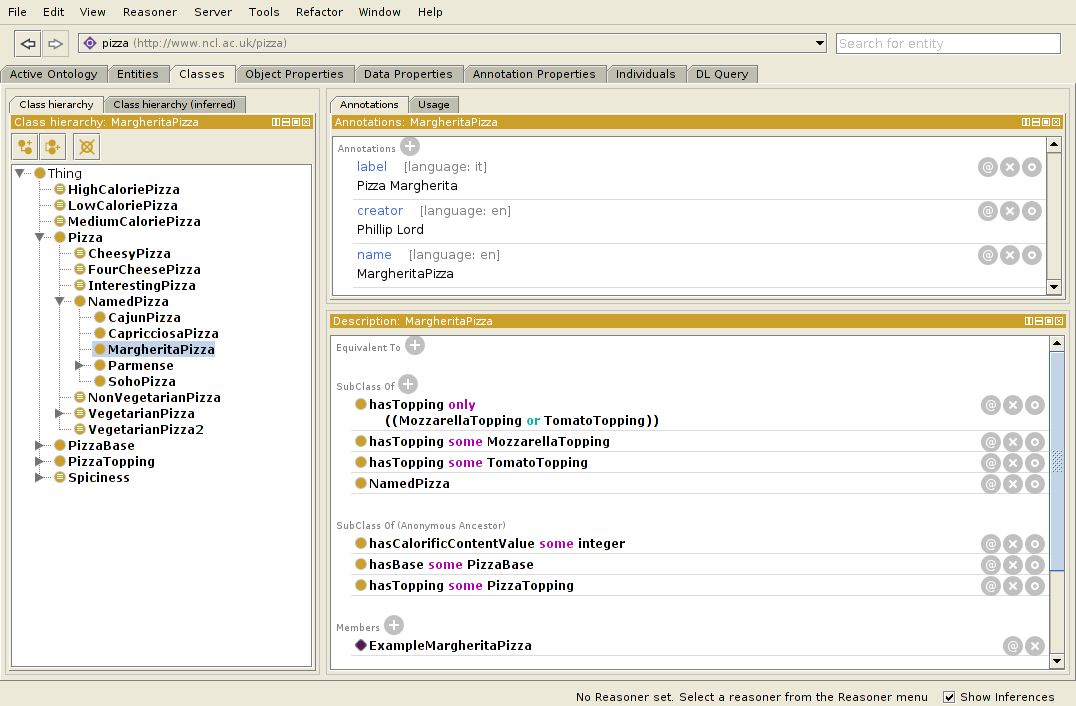 File Edit View Reasoner Server Tools Refactor Window Help
pizza (http://www.ncl.ac.uk/pizza)
Search for entity
Active Ontology Entities Classes Object Properties Data Properties Annotation Properties Individuals DL Query
Class hierarchy Class hierarchy (inferred)
Class hierarchy: MargheritaPizza
Thing
HighCaloriePizza
LowCaloriePizza
MediumCaloriePizza
Pizza
CheesyPizza
FourCheesePizza
InterestingPizza
NamedPizza
CajunPizza
CapricciosaPizza
MargheritaPizza
Parmense
SohoPizza
NonVegetarianPizza
VegetarianPizza
VegetarianPizza2
PizzaBase
PizzaTopping
Spiciness
Annotations Usage
Annotations: MargheritaPizza
Annotations
label [language: it]
Pizza Margherita
creator [language: en]
Phillip Lord
name [language: en]
MargheritaPizza
Description: MargheritaPizza
Equivalent To
SubClass Of
hasTopping only
((MozzarellaTopping or TomatoTopping))
hasTopping some MozzarellaTopping
hasTopping some TomatoTopping
NamedPizza
SubClass Of (Anonymous Ancestor)
hasCalorificContentValue some integer
hasBase some PizzaBase
hasTopping some PizzaTopping
Members
ExampleMargheritaPizza
No Reasoner set. Select a reasoner from the Reasoner menu Show Inferences